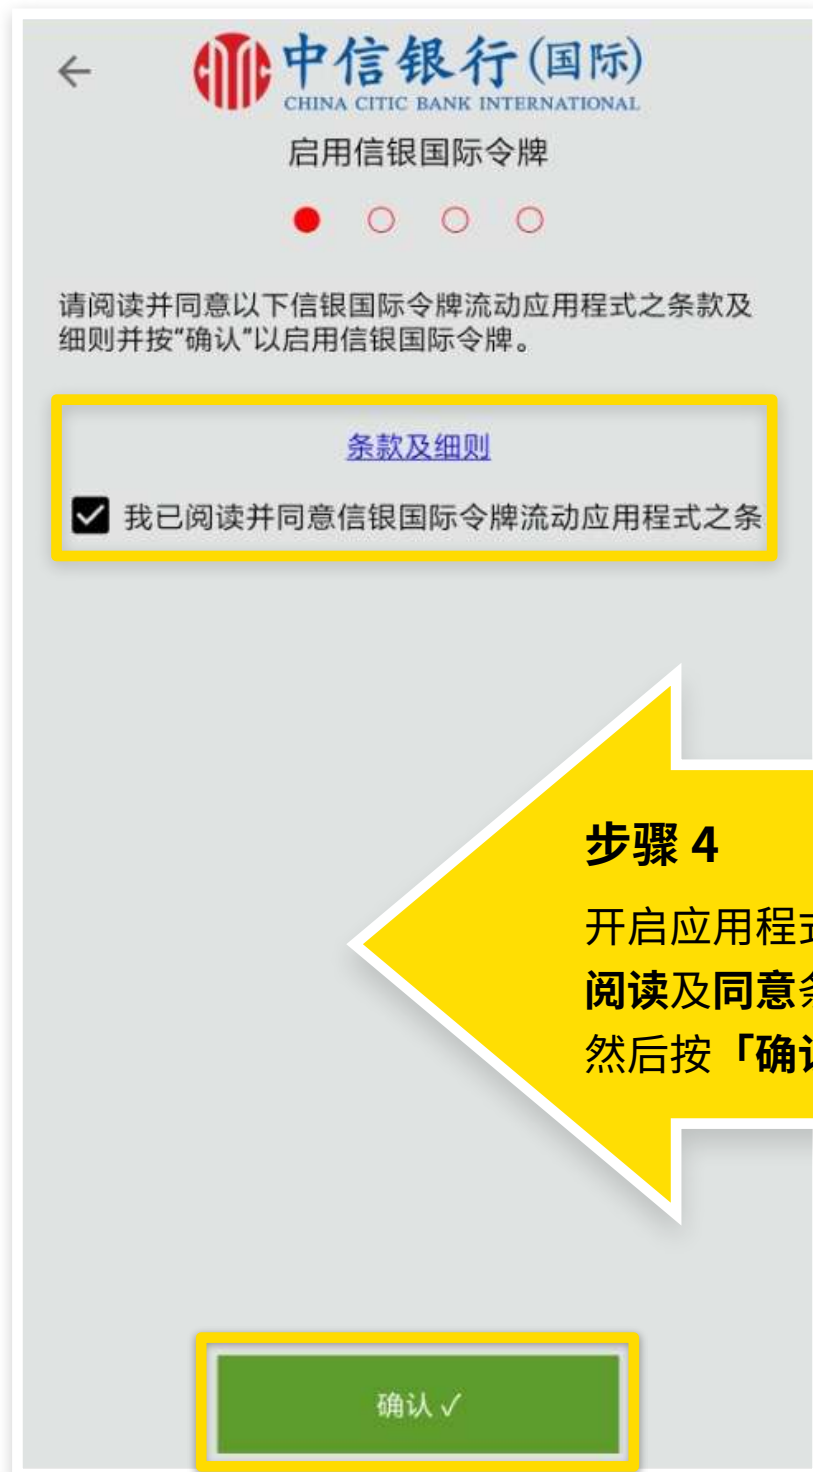 中信银行(国际)
CHINA CITIC BANK INTERNATIONAL
启用信银国际令牌
请阅读并同意以下信银国际令牌流动应用程式之条款及
细则并按“确认”以启用信银国际令牌。
条款及细则
我已阅读并同意信银国际令牌流动应用程式之条
步骤 4
开启应用程
阅读及同意
然后按「确
确认 ✓